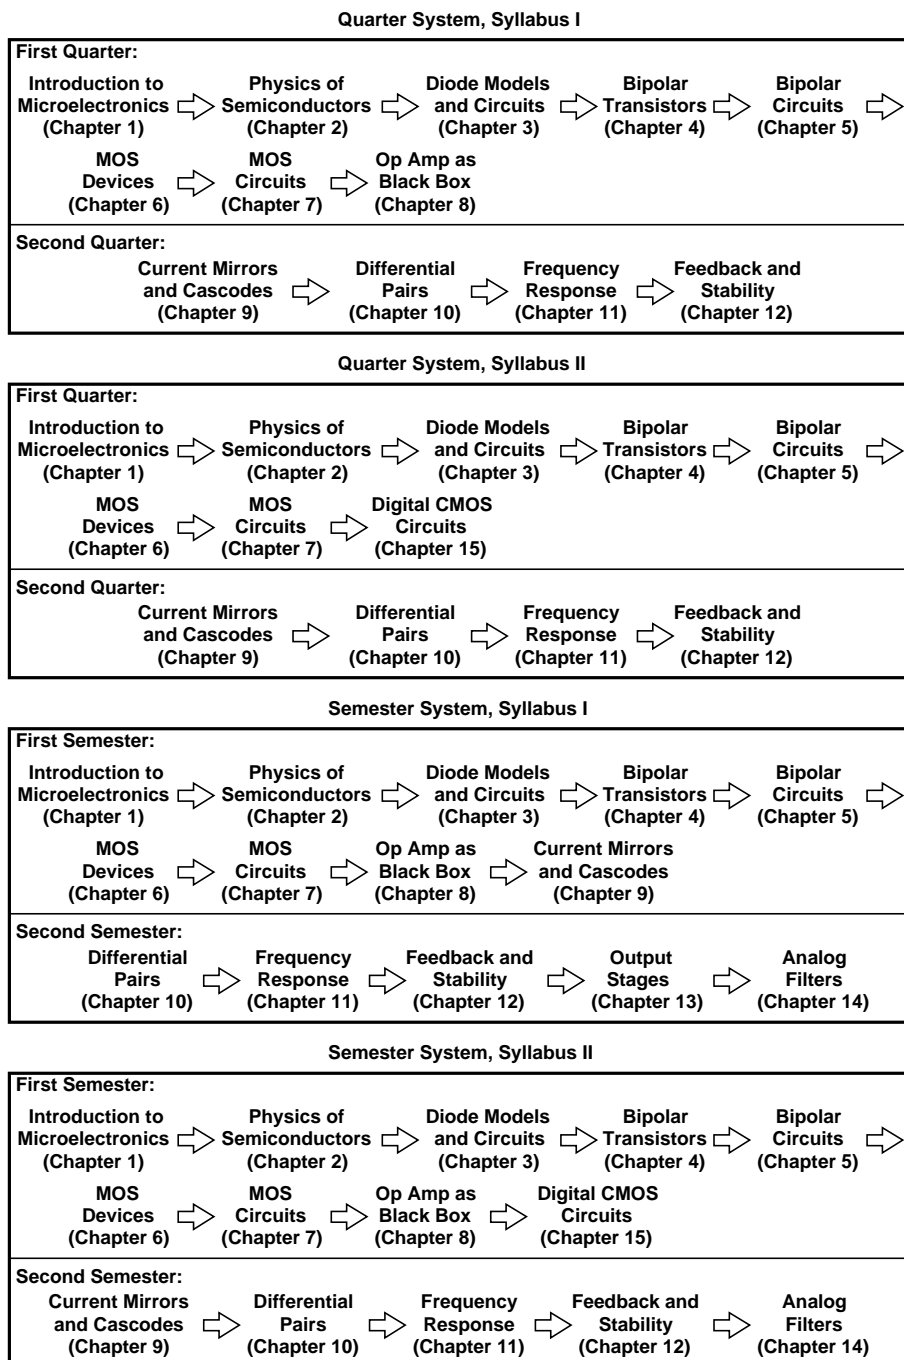 Quarter System, Syllabus I
First Quarter:
Introduction to Physics of Diode Models Bipolar Bipolar
Microelectronics Semiconductors and Circuits Transistors Circuits
(Chapter 1) (Chapter 2) (Chapter 3) (Chapter 4) (Chapter 5)
MOS MOS Op Amp as
Devices Circuits Black Box
(Chapter 6) (Chapter 7) (Chapter 8)
Second Quarter:
Current Mirrors Differential Frequency Feedback and
and Cascodes Pairs Response Stability
(Chapter 9) (Chapter 10) (Chapter 11) (Chapter 12)
Quarter System, Syllabus II
First Quarter:
Introduction to Physics of Diode Models Bipolar Bipolar
Microelectronics Semiconductors and Circuits Transistors Circuits
(Chapter 1) (Chapter 2) (Chapter 3) (Chapter 4) (Chapter 5)
MOS MOS Digital CMOS
Devices Circuits Circuits
(Chapter 6) (Chapter 7) (Chapter 15)
Second Quarter:
Current Mirrors Differential Frequency Feedback and
and Cascodes Pairs Response Stability
(Chapter 9) (Chapter 10) (Chapter 11) (Chapter 12)
Semester System, Syllabus I
First Semester:
Introduction to Physics of Diode Models Bipolar Bipolar
Microelectronics Semiconductors and Circuits Transistors Circuits
(Chapter 1) (Chapter 2) (Chapter 3) (Chapter 4) (Chapter 5)
MOS MOS Op Amp as Current Mirrors
Devices Circuits Black Box and Cascodes
(Chapter 6) (Chapter 7) (Chapter 8) (Chapter 9)
Second Semester:
Differential Frequency Feedback and Output Analog
Pairs Response Stability Stages Filters
(Chapter 10) (Chapter 11) (Chapter 12) (Chapter 13) (Chapter 14)
Semester System, Syllabus II
First Semester:
Introduction to Physics of Diode Models Bipolar Bipolar
Microelectronics Semiconductors and Circuits Transistors Circuits
(Chapter 1) (Chapter 2) (Chapter 3) (Chapter 4) (Chapter 5)
MOS MOS Op Amp as Digital CMOS
Devices Circuits Black Box Circuits
(Chapter 6) (Chapter 7) (Chapter 8) (Chapter 15)
Second Semester:
Current Mirrors Differential Frequency Feedback and Analog
and Cascodes Pairs Response Stability Filters
(Chapter 9) (Chapter 10) (Chapter 11) (Chapter 12) (Chapter 14)